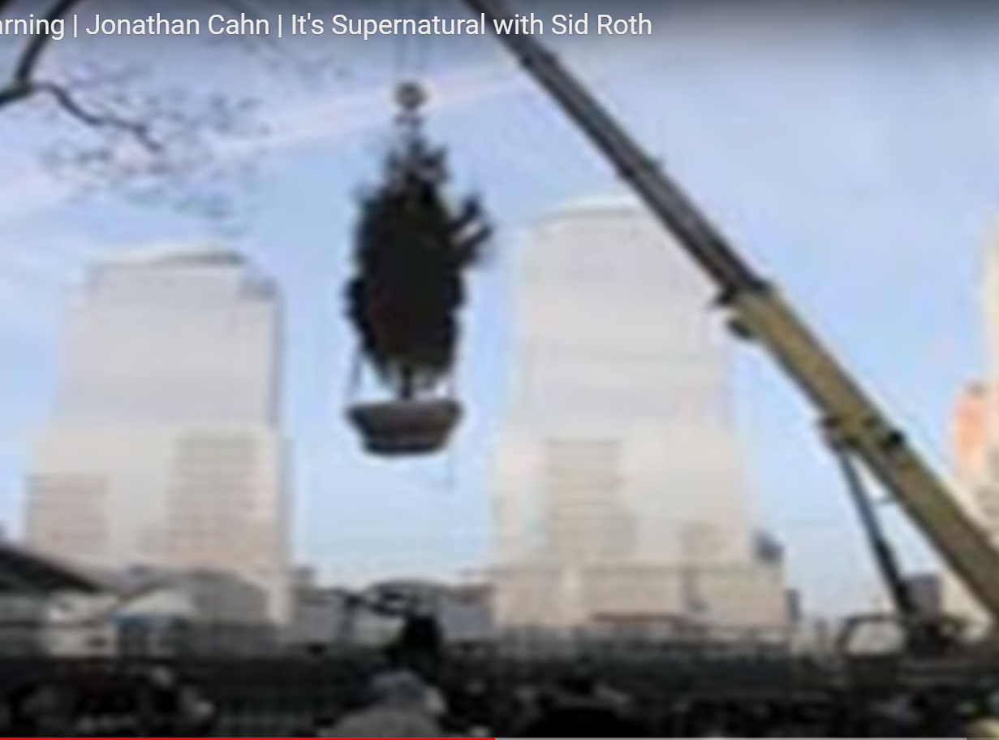 arning | Jonathan Cahn | It's Supernatural with Sid Roth